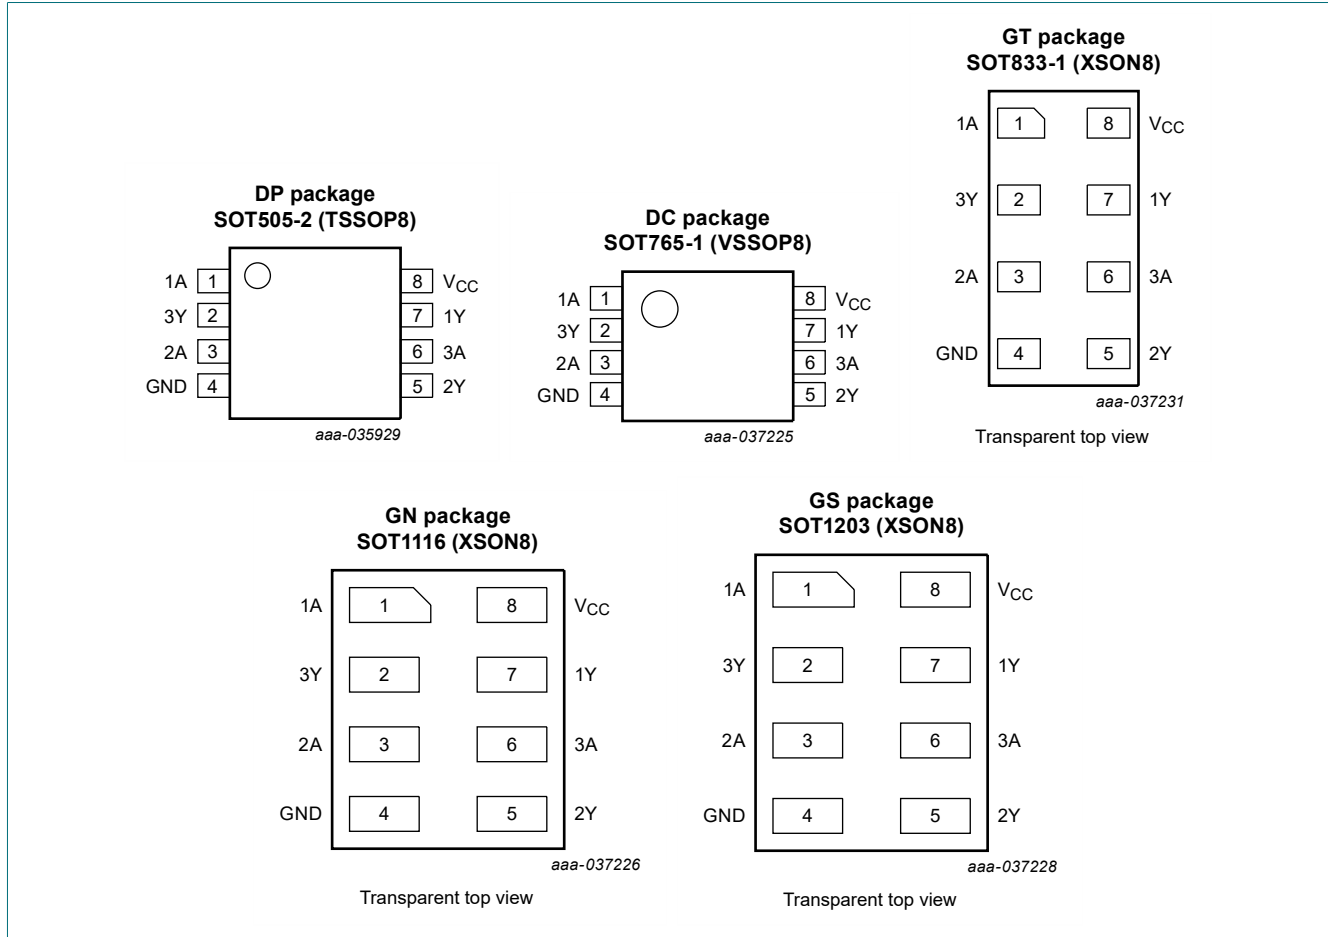 GT package
SOT833-1 (XSON8)
1A 1 8 VCC
3Y 2 7 1Y
2A 3 6 3A
GND 4 5 2Y
aaa-037231
Transparent top view
DP package
SOT505-2 (TSSOP8)
1A 1 8 VCC
3Y 2 7 1Y
2A 3 6 3A
GND 4 5 2Y
aaa-035929
DC package
SOT765-1 (VSSOP8)
1A 1 8 VCC
3Y 2 7 1Y
2A 3 6 3A
GND 4 5 2Y
aaa-037225
GN package
SOT1116 (XSON8)
1A 1 8 VCC
3Y 2 7 1Y
2A 3 6 3A
GND 4 5 2Y
aaa-037226
Transparent top view
GS package
SOT1203 (XSON8)
1A 1 8 VCC
3Y 2 7 1Y
2A 3 6 3A
GND 4 5 2Y
aaa-037228
Transparent top view